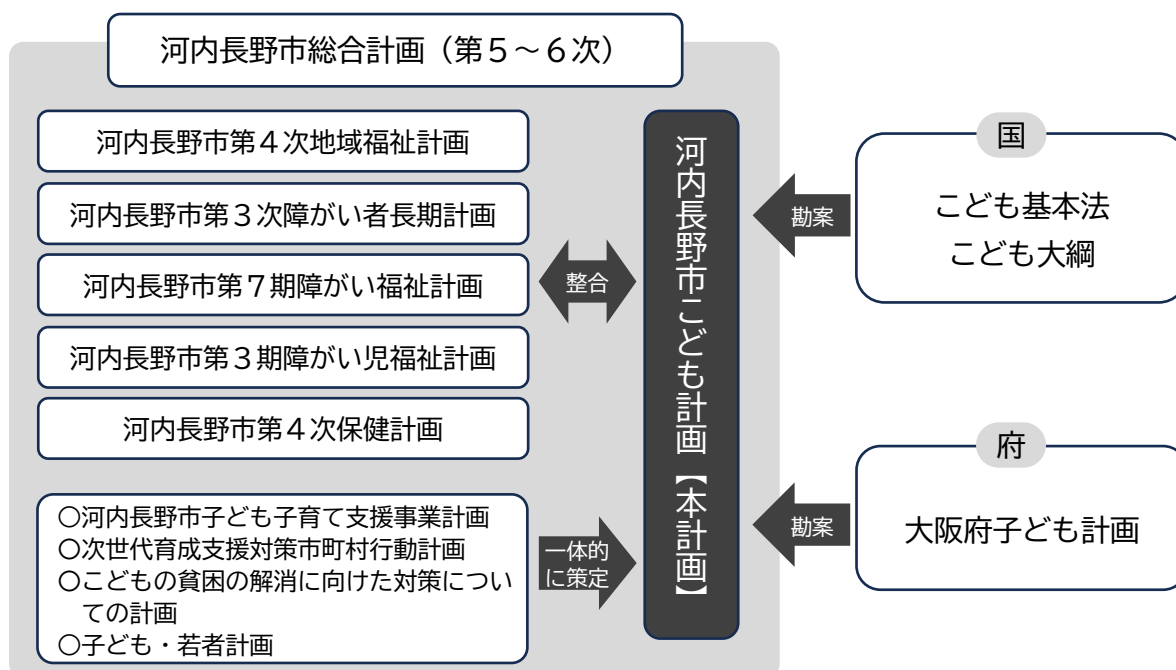 河内長野市総合計画（第５～６次）
河内長野市第４次地域福祉計画
河内長野市第３次障がい者長期計画
河内長野市第７期障がい福祉計画
河内長野市第３期障がい児福祉計画
河内長野市第４次保健計画
整合
〇河内長野市子ども子育て支援事業計画
〇次世代育成支援対策市町村行動計画
〇こどもの貧困の解消に向けた対策につい
ての計画
〇子ども・若者計画
一体的
に策定
河内長野市こども計画【本計画】
勘案
国
こども基本法
こども大綱
勘案
府
大阪府子ども計画